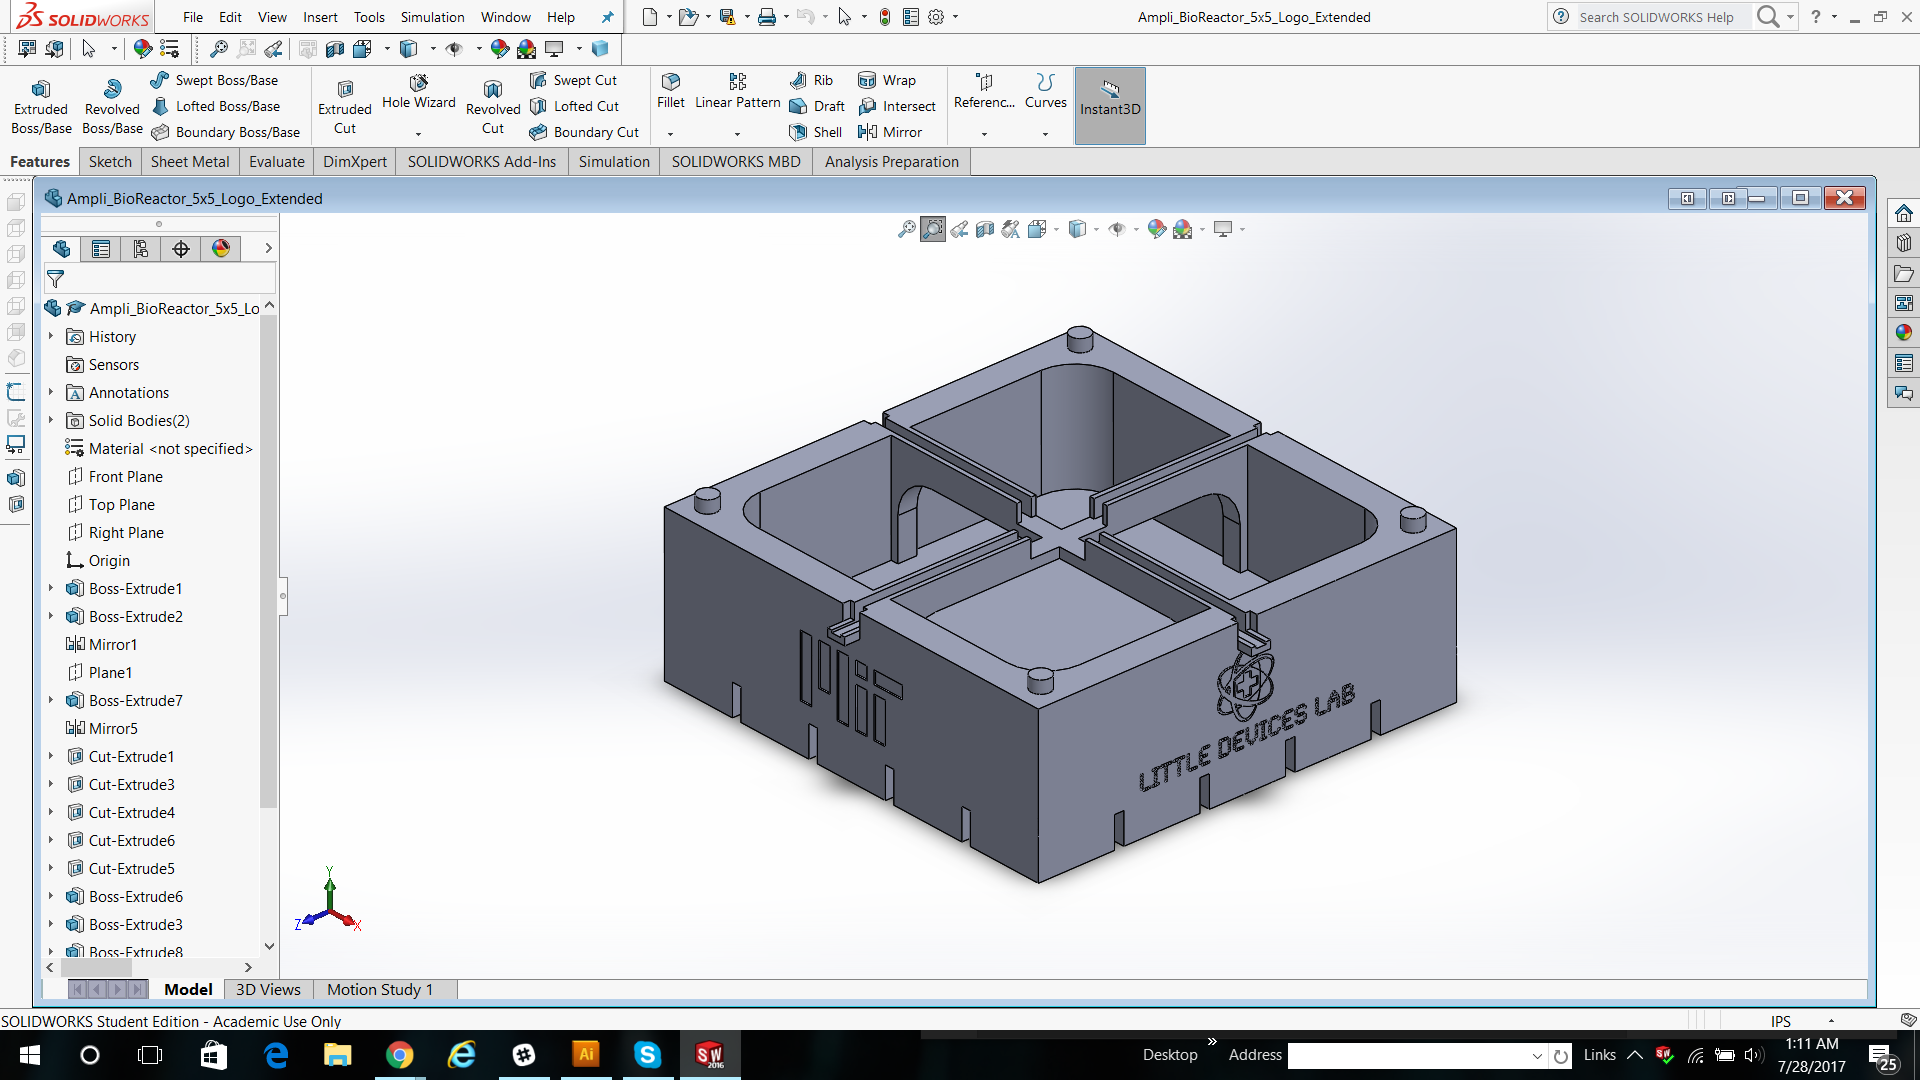 SOLIDWORKS
File Edit View Insert Tools Simulation Window Help
Ampli_BioReactor_5x5_Logo_Extended
Search SOLIDWORKS Help
Extruded Boss/Base
Revolved Boss/Base
Swept Boss/Base
Lofted Boss/Base
Boundary Boss/Base
Extruded Cut
Hole Wizard
Revolved Cut
Swept Cut
Lofted Cut
Boundary Cut
Fillet
Linear Pattern
Rib
Draft
Shell
Wrap
Intersect
Mirror
Referenc...
Curves
Instant3D
Features Sketch Sheet Metal Evaluate DimXpert SOLIDWORKS Add-Ins Simulation SOLIDWORKS MBD Analysis Preparation
Ampli_BioReactor_5x5_Logo_Extended
Ampli_BioReactor_5x5_Lo
History
Sensors
Annotations
Solid Bodies(2)
Material <not specified>
Front Plane
Top Plane
Right Plane
Origin
Boss-Extrude1
Boss-Extrude2
Mirror1
Plane1
Boss-Extrude7
Mirror5
Cut-Extrude1
Cut-Extrude3
Cut-Extrude4
Cut-Extrude6
Cut-Extrude5
Boss-Extrude6
Boss-Extrude3
Boss-Extrude8
LITTLE DEVICES LAB
Y
Z
X
Model 3D Views Motion Study 1
SOLIDWORKS Student Edition - Academic Use Only
IPS
Ai
SW
2016
Desktop
Address
Links
1:11 AM
7/28/2017
25